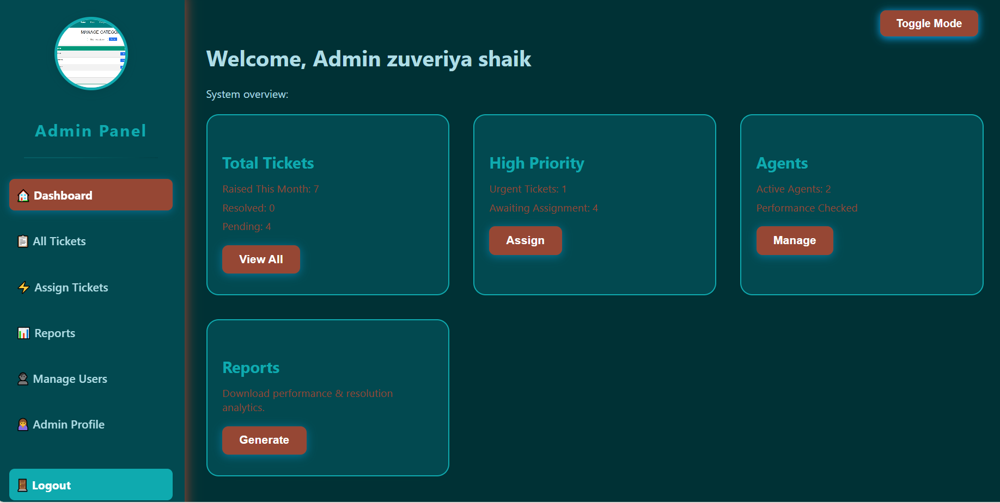 MANAGE CATEGO
Admin Panel
Dashboard
All Tickets
Assign Tickets
Reports
Manage Users
Admin Profile
Logout
Toggle Mode
Welcome, Admin zuveriya shaik
System overview:
Total Tickets
Raised This Month: 7
Resolved: 0
Pending: 4
View All
High Priority
Urgent Tickets: 1
Awaiting Assignment: 4
Assign
Agents
Active Agents: 2
Performance Checked
Manage
Reports
Download performance & resolution
analytics.
Generate